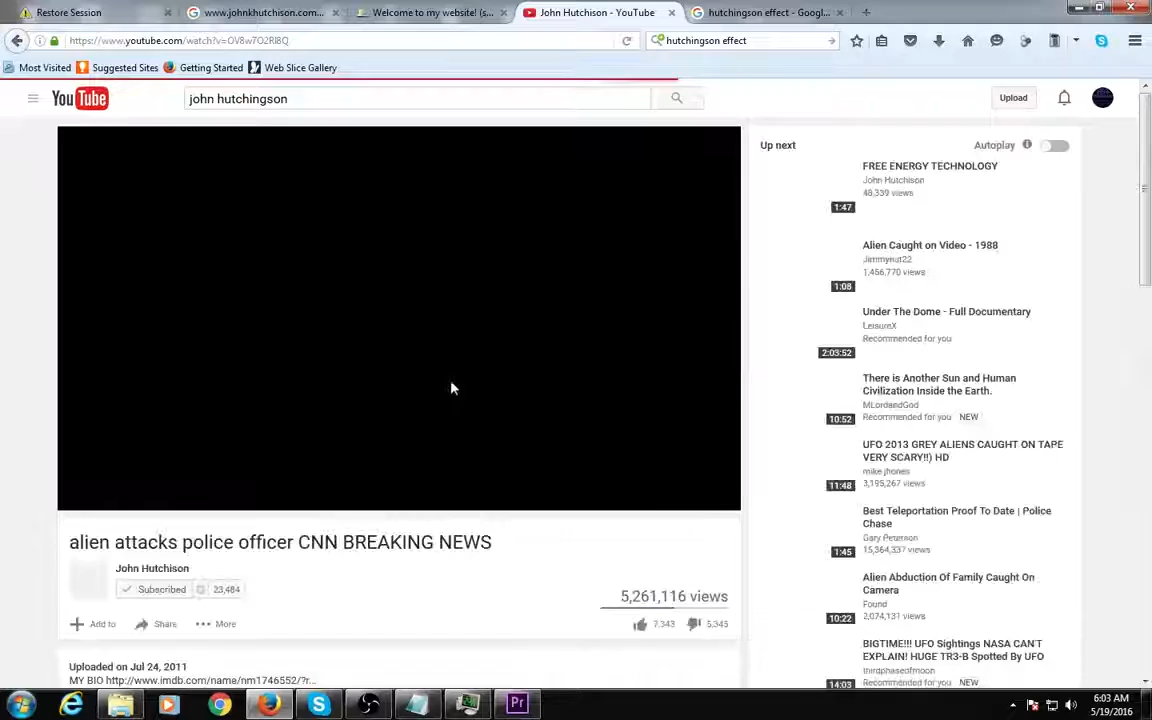 Restore Session
www.johnkhutchison.com...
Welcome to my website! (s...
John Hutchison - YouTube
hutchingson effect - Googl...
https://www.youtube.com/watch?v=OV8w7O2Rl8Q
hutchingson effect
Most Visited
Suggested Sites
Getting Started
Web Slice Gallery
YouTube
john hutchingson
Upload
Up next
Autoplay
FREE ENERGY TECHNOLOGY
John Hutchison
48,339 views
1:47
Alien Caught on Video - 1988
Jimmynut22
1,456,770 views
1:08
Under The Dome - Full Documentary
LeisureX
Recommended for you
2:03:52
There is Another Sun and Human
Civilization Inside the Earth.
MLordandGod
Recommended for you NEW
10:52
UFO 2013 GREY ALIENS CAUGHT ON TAPE
VERY SCARY!!) HD
mike jhones
3,195,267 views
11:48
Best Teleportation Proof To Date | Police
Chase
Gary Peterson
15,364,337 views
1:45
Alien Abduction Of Family Caught On
Camera
Found
2,074,131 views
10:22
BIGTIME!!! UFO Sightings NASA CAN'T
EXPLAIN! HUGE TR3-B Spotted By UFO
thirdphaseofmoon
Recommended for you NEW
14:03
alien attacks police officer CNN BREAKING NEWS
John Hutchison
Subscribed 23,484
5,261,116 views
Add to Share More
7,343 5,345
Uploaded on Jul 24, 2011
MY BIO http://www.imdb.com/name/nm1746552/?r...
Pr
6:03 AM
5/19/2016